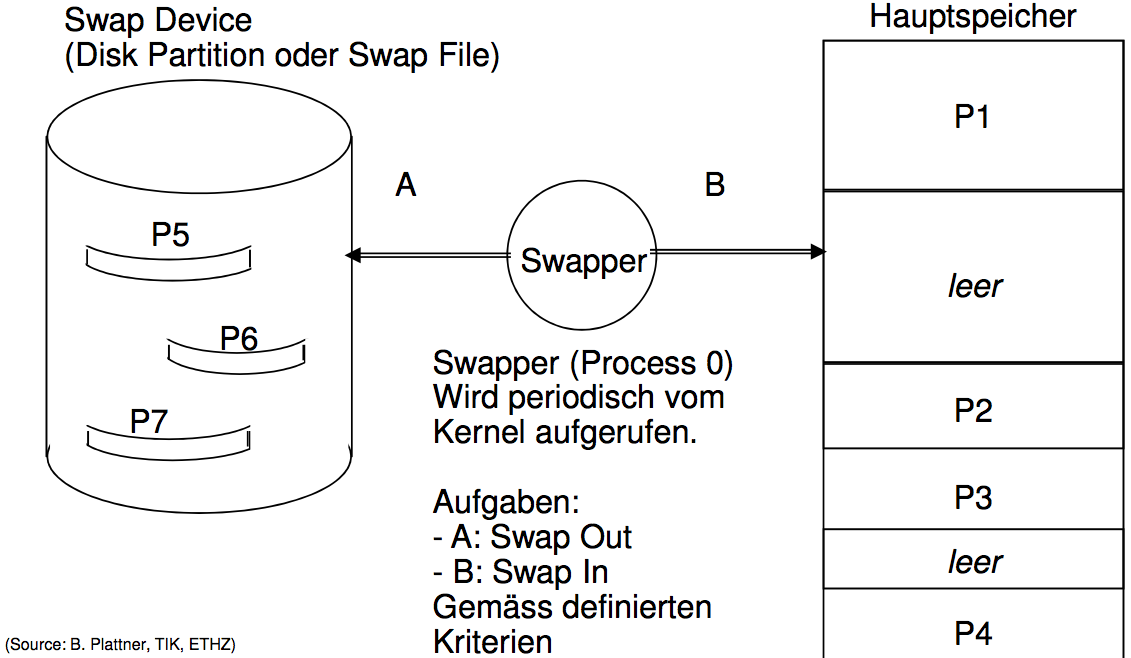 Swap Device
(Disk Partition oder Swap File)
Hauptspeicher
P1
A
B
P5
Swapper
leer
P6
Swapper (Process 0)
Wird periodisch vom
Kernel aufgerufen.
P7
P2
Aufgaben:
- A: Swap Out
- B: Swap In
Gemäss definierten
Kriterien
P3
leer
P4
(Source: B. Plattner, TIK, ETHZ)